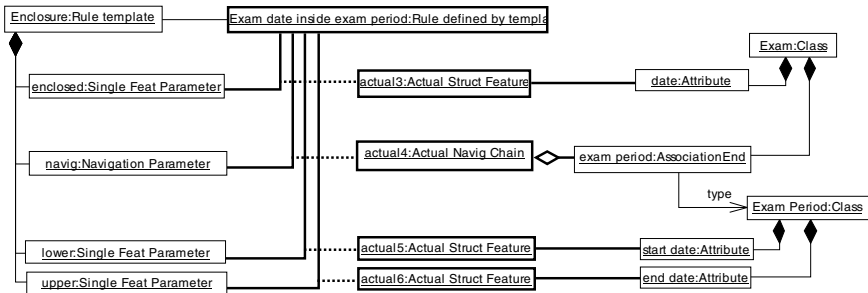 Enclosure:Rule template
Exam date inside exam period:Rule defined by templa
Exam:Class
enclosed:Single Feat Parameter
actual3:Actual Struct Feature
date:Attribute
navig:Navigation Parameter
actual4:Actual Navig Chain
exam period:AssociationEnd
type
Exam Period:Class
lower:Single Feat Parameter
actual5:Actual Struct Feature
start date:Attribute
upper:Single Feat Parameter
actual6:Actual Struct Feature
end date:Attribute